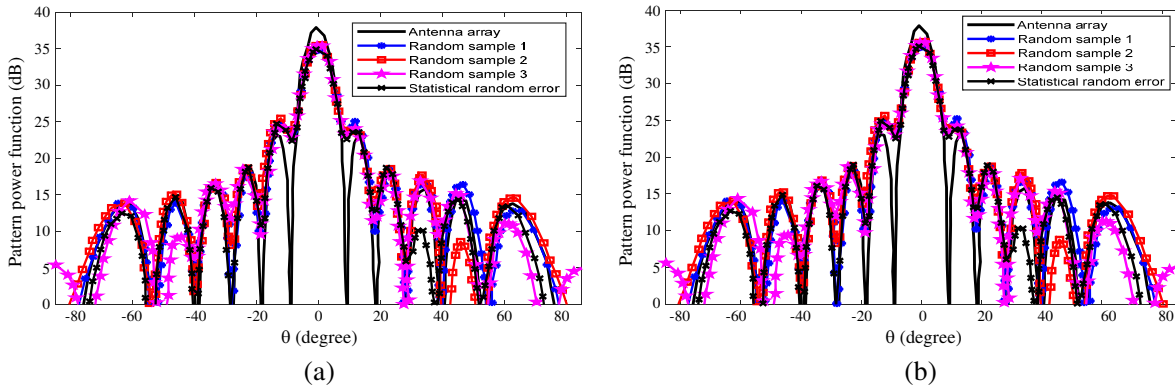 40
35
30
25
20
15
10
5
0
Pattern power function (dB)
-80
-60
-40
-20
0
20
40
60
80
θ (degree)
Antenna array
Random sample 1
Random sample 2
Random sample 3
Statistical random error
(a)
40
35
30
25
20
15
10
5
0
Pattern power function (dB)
-80
-60
-40
-20
0
20
40
60
80
θ (degree)
Antenna array
Random sample 1
Random sample 2
Random sample 3
Statistical random error
(b)